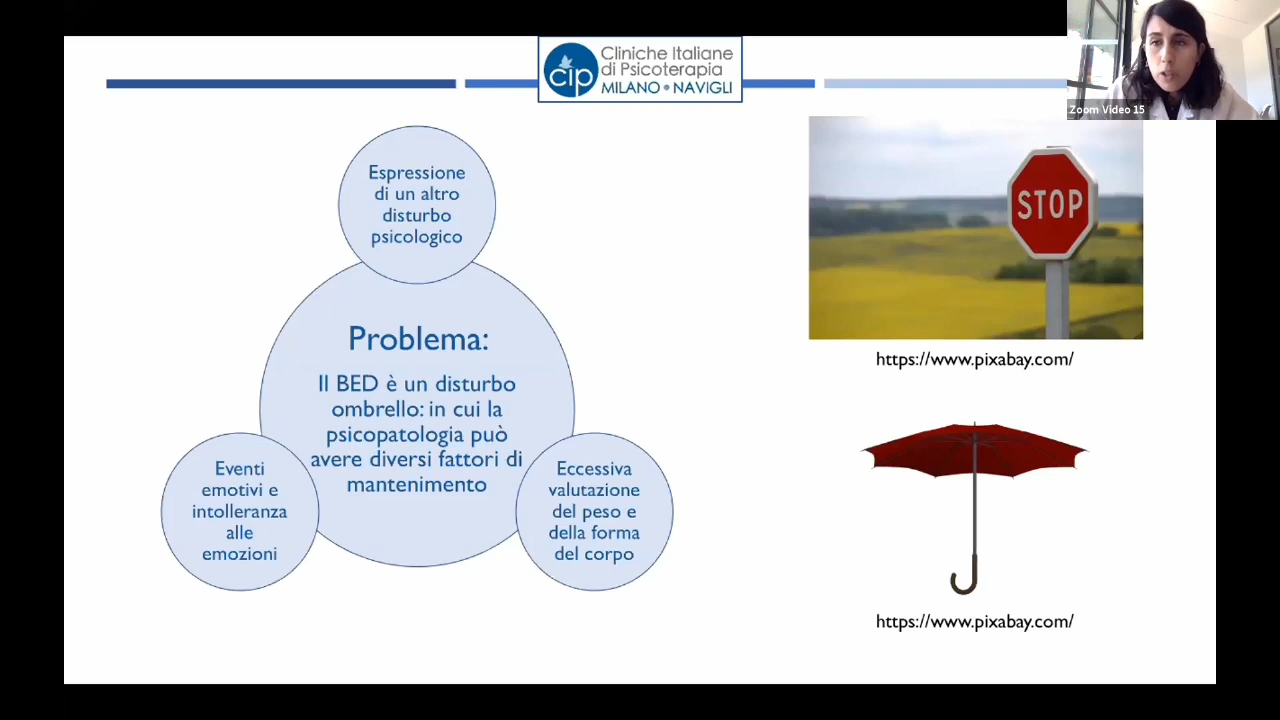 Cliniche Italiane
di Psicoterapia
MILANO • NAVIGLI
cip
Zoom Video 15
Espressione
di un altro
disturbo
psicologico
Problema:
Il BED è un disturbo
ombrello: in cui la
psicopatologia può
avere diversi fattori di
mantenimento
Eventi
emotivi e
intolleranza
alle
emozioni
Eccessiva
valutazione
del peso e
della forma
del corpo
STOP
https://www.pixabay.com/
https://www.pixabay.com/